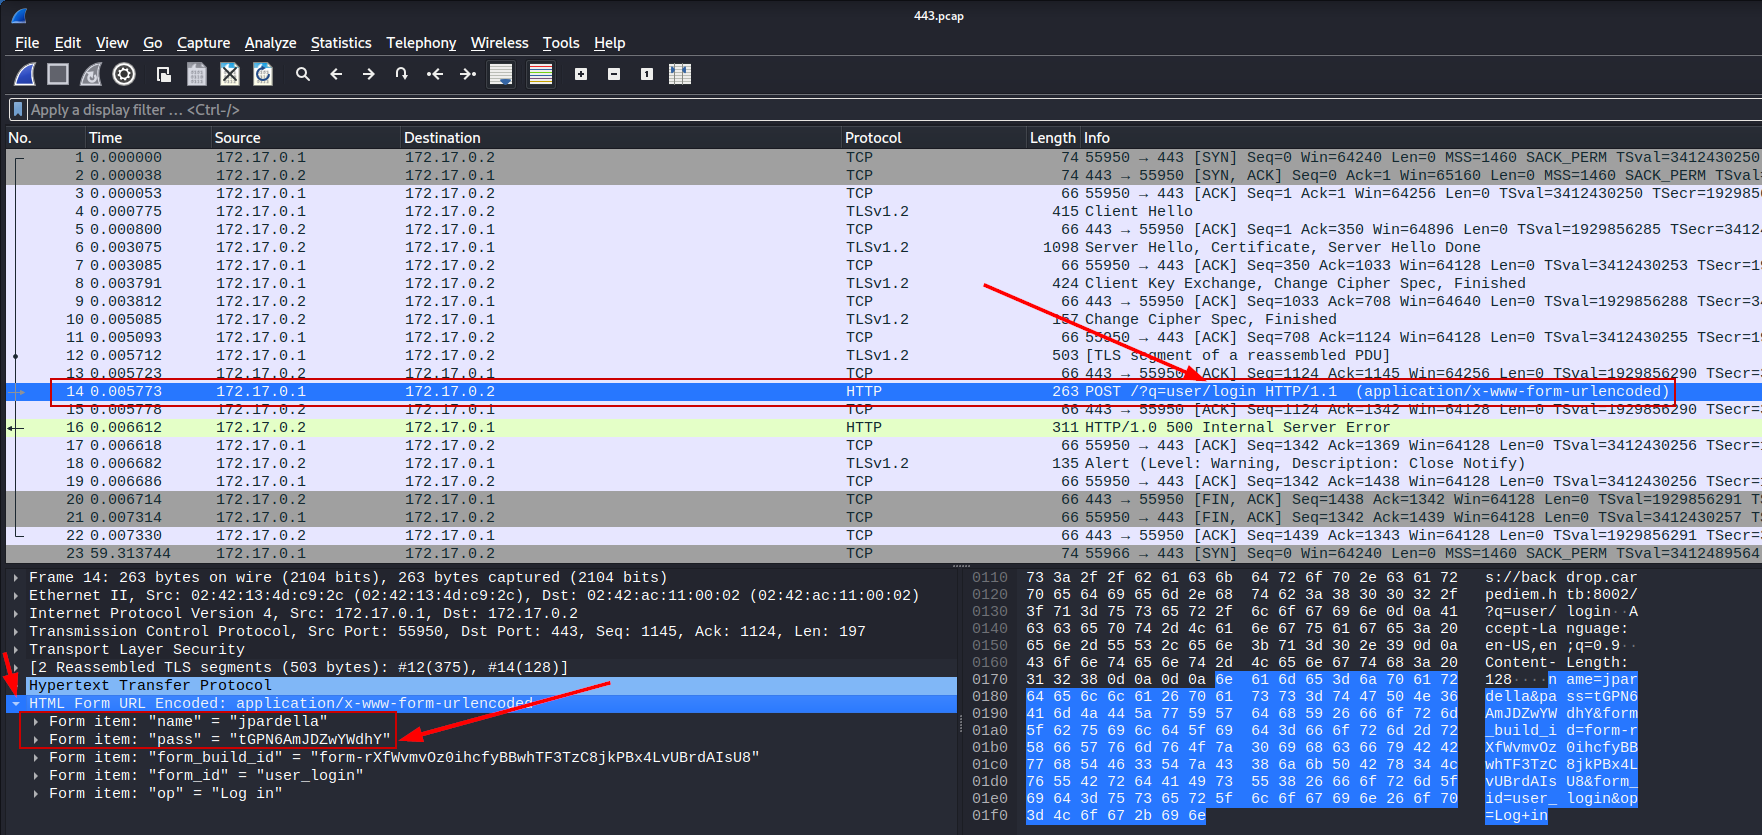 443.pcap
File Edit View Go Capture Analyze Statistics Telephony Wireless Tools Help
Apply a display filter … <Ctrl-/>
No. Time Source Destination Protocol Length Info
1 0.000000 172.17.0.1 172.17.0.2 TCP 74 55950 → 443 [SYN] Seq=0 Win=64240 Len=0 MSS=1460 SACK_PERM TSval=3412430250
2 0.000038 172.17.0.2 172.17.0.1 TCP 74 443 → 55950 [SYN, ACK] Seq=0 Ack=1 Win=65160 Len=0 MSS=1460 SACK_PERM TSval=
3 0.000053 172.17.0.1 172.17.0.2 TCP 66 55950 → 443 [ACK] Seq=1 Ack=1 Win=64256 Len=0 TSval=3412430250 TSecr=1929856
4 0.000775 172.17.0.1 172.17.0.2 TLSv1.2 415 Client Hello
5 0.000800 172.17.0.2 172.17.0.1 TCP 66 443 → 55950 [ACK] Seq=1 Ack=350 Win=64896 Len=0 TSval=1929856285 TSecr=3412
6 0.003075 172.17.0.2 172.17.0.1 TLSv1.2 1098 Server Hello, Certificate, Server Hello Done
7 0.003085 172.17.0.1 172.17.0.2 TCP 66 55950 → 443 [ACK] Seq=350 Ack=1033 Win=64128 Len=0 TSval=3412430253 TSecr=19
8 0.003791 172.17.0.1 172.17.0.2 TLSv1.2 424 Client Key Exchange, Change Cipher Spec, Finished
9 0.003812 172.17.0.2 172.17.0.1 TCP 66 443 → 55950 [ACK] Seq=1033 Ack=708 Win=64640 Len=0 TSval=1929856288 TSecr=34
10 0.005085 172.17.0.2 172.17.0.1 TLSv1.2 157 Change Cipher Spec, Finished
11 0.005093 172.17.0.1 172.17.0.2 TCP 66 55950 → 443 [ACK] Seq=708 Ack=1124 Win=64128 Len=0 TSval=3412430255 TSecr=19
12 0.005712 172.17.0.1 172.17.0.2 TLSv1.2 503 [TLS segment of a reassembled PDU]
13 0.005723 172.17.0.2 172.17.0.1 TCP 66 443 → 55950 [ACK] Seq=1124 Ack=1145 Win=64256 Len=0 TSval=1929856290 TSecr=3
14 0.005773 172.17.0.1 172.17.0.2 HTTP 263 POST /?q=user/login HTTP/1.1 (application/x-www-form-urlencoded)
15 0.005778 172.17.0.2 172.17.0.1 TCP 66 443 → 55950 [ACK] Seq=1124 Ack=1342 Win=64128 Len=0 TSval=1929856290 TSecr=3
16 0.006612 172.17.0.2 172.17.0.1 HTTP 311 HTTP/1.0 500 Internal Server Error
17 0.006618 172.17.0.1 172.17.0.2 TCP 66 55950 → 443 [ACK] Seq=1342 Ack=1369 Win=64128 Len=0 TSval=3412430256 TSecr=
18 0.006682 172.17.0.2 172.17.0.1 TLSv1.2 135 Alert (Level: Warning, Description: Close Notify)
19 0.006686 172.17.0.1 172.17.0.2 TCP 66 55950 → 443 [ACK] Seq=1342 Ack=1438 Win=64128 Len=0 TSval=3412430256 TSecr=
20 0.006714 172.17.0.2 172.17.0.1 TCP 66 443 → 55950 [FIN, ACK] Seq=1438 Ack=1342 Win=64128 Len=0 TSval=1929856291 TS
21 0.007314 172.17.0.1 172.17.0.2 TCP 66 55950 → 443 [FIN, ACK] Seq=1342 Ack=1439 Win=64128 Len=0 TSval=3412430257 TS
22 0.007330 172.17.0.2 172.17.0.1 TCP 66 443 → 55950 [ACK] Seq=1439 Ack=1343 Win=64128 Len=0 TSval=1929856291 TSecr=3
23 59.313744 172.17.0.1 172.17.0.2 TCP 74 55966 → 443 [SYN] Seq=0 Win=64240 Len=0 MSS=1460 SACK_PERM TSval=3412489564
Frame 14: 263 bytes on wire (2104 bits), 263 bytes captured (2104 bits)
Ethernet II, Src: 02:42:13:4d:c9:2c (02:42:13:4d:c9:2c), Dst: 02:42:ac:11:00:02 (02:42:ac:11:00:02)
Internet Protocol Version 4, Src: 172.17.0.1, Dst: 172.17.0.2
Transmission Control Protocol, Src Port: 55950, Dst Port: 443, Seq: 1145, Ack: 1124, Len: 197
Transport Layer Security
[2 Reassembled TLS segments (503 bytes): #12(375), #14(128)]
Hypertext Transfer Protocol
HTML Form URL Encoded: application/x-www-form-urlencoded
Form item: "name" = "jpardella"
Form item: "pass" = "tGPN6AmJDZwYWdhY"
Form item: "form_build_id" = "form-rXfWvmvOz0ihcfyBBwhTF3TzC8jkPBx4LvUBrdAIsU8"
Form item: "form_id" = "user_login"
Form item: "op" = "Log in"
0110 73 3a 2f 2f 62 61 63 6b 64 72 6f 70 2e 63 61 72 s://back drop.car
0120 70 65 64 69 65 6d 2e 68 74 62 3a 38 30 30 32 2f pediem.h tb:8002/
0130 3f 71 3d 75 73 65 72 2f 6c 6f 67 69 6e 0d 0a 41 ?q=user/ login··A
0140 63 63 65 70 74 2d 4c 61 6e 67 75 61 67 65 3a 20 ccept-La nguage:
0150 65 6e 2d 55 53 2c 65 6e 3b 71 3d 30 2e 39 0d 0a en-US,en ;q=0.9··
0160 43 6f 6e 74 65 6e 74 2d 4c 65 6e 67 74 68 3a 20 Content- Length:
0170 31 32 38 0d 0a 0d 0a 6e 61 6d 65 3d 6a 70 61 72 128····n ame=jpar
0180 64 65 6c 6c 61 26 70 61 73 73 3d 74 47 50 4e 36 della&pa ss=tGPN6
0190 41 6d 4a 44 5a 77 59 57 64 68 59 26 66 6f 72 6d AmJDZwYW dhY&form
01a0 5f 62 75 69 6c 64 5f 69 64 3d 66 6f 72 6d 2d 72 _build_i d=form-r
01b0 58 66 57 76 6d 76 4f 7a 30 69 68 63 66 79 42 42 XfWvmvOz 0ihcfyBB
01c0 77 68 54 46 33 54 7a 43 38 6a 6b 50 42 78 34 4c whTF3TzC 8jkPBx4L
01d0 76 55 42 72 64 41 49 73 55 38 26 66 6f 72 6d 5f vUBrdAIs U8&form_
01e0 69 64 3d 75 73 65 72 5f 6c 6f 67 69 6e 26 6f 70 id=user_ login&op
01f0 3d 4c 6f 67 2b 69 6e =Log+in